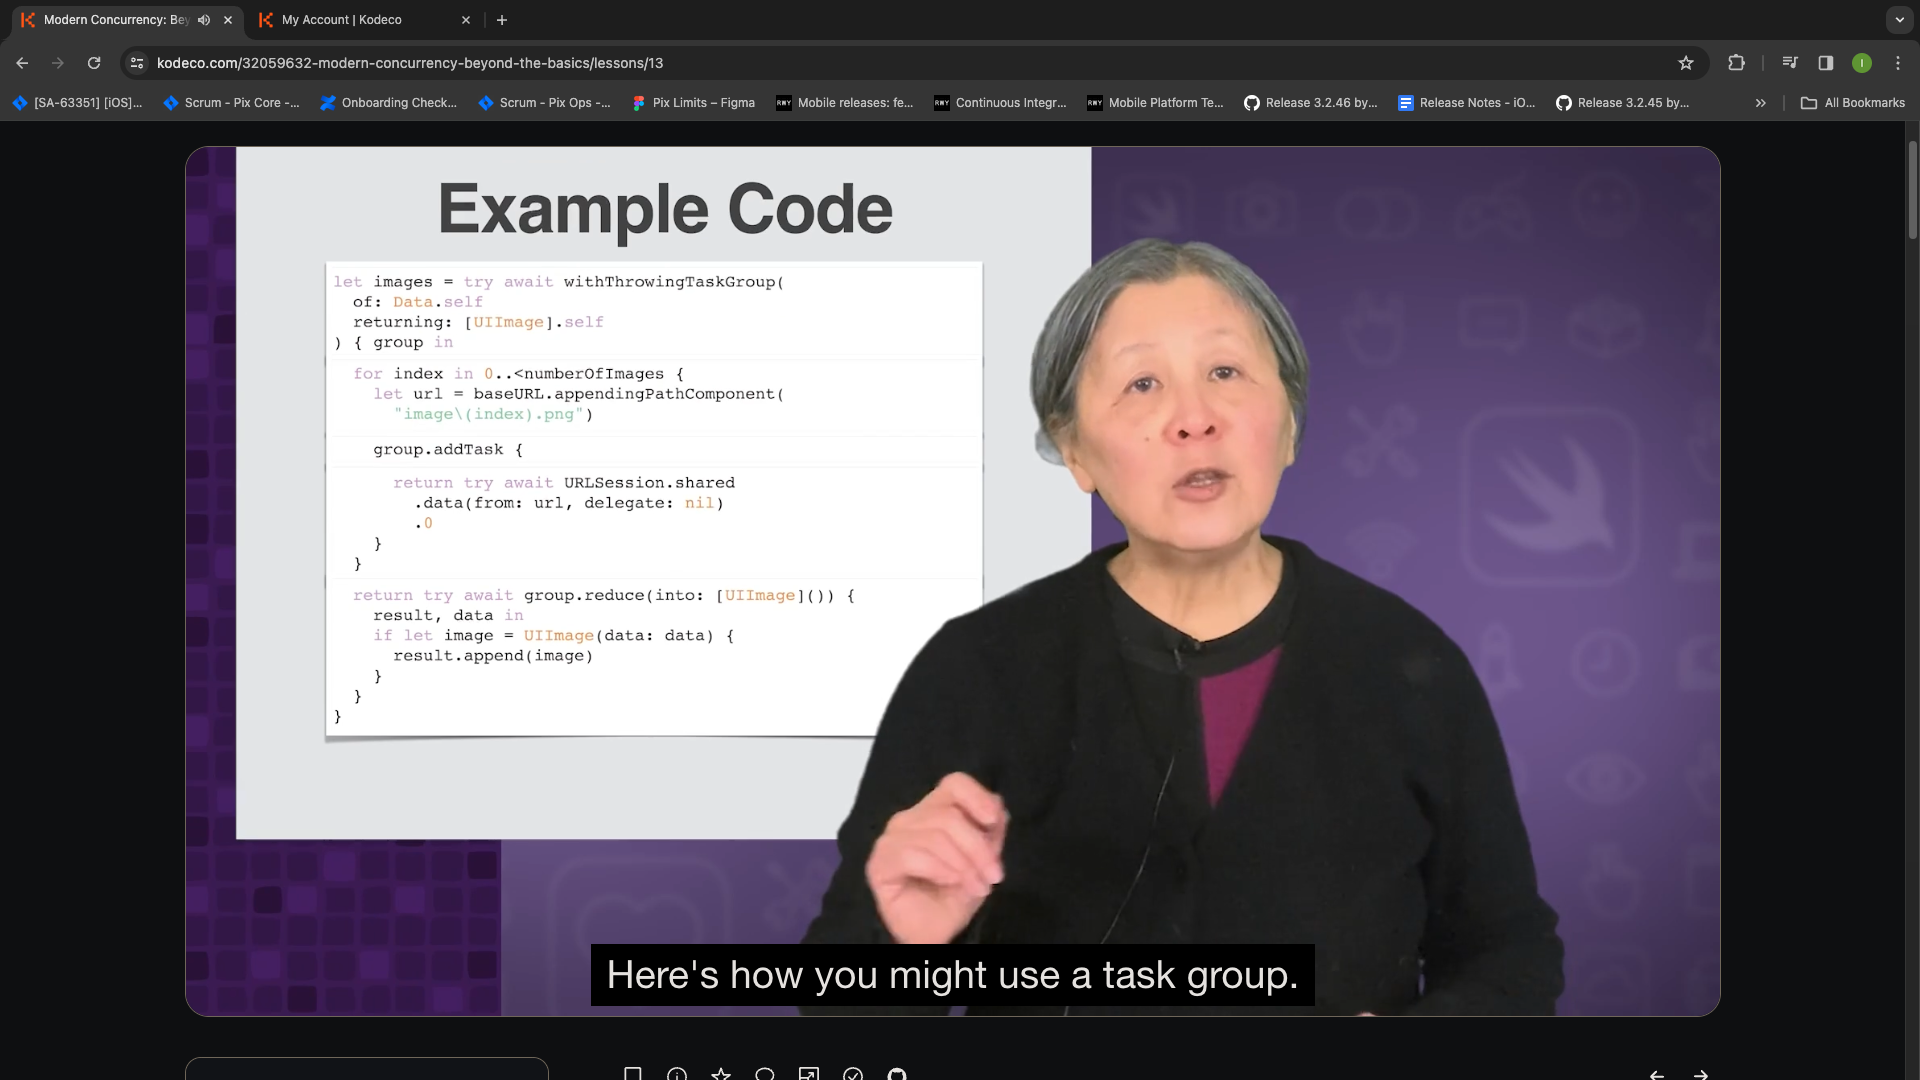 Modern Concurrency: Bey
My Account | Kodeco
kodeco.com/32059632-modern-concurrency-beyond-the-basics/lessons/13
[SA-63351] [iOS]...
Scrum - Pix Core -...
Onboarding Check...
Scrum - Pix Ops -...
Pix Limits – Figma
Mobile releases: fe...
Continuous Integr...
Mobile Platform Te...
Release 3.2.46 by...
Release Notes - iO...
Release 3.2.45 by...
All Bookmarks
Example Code
let images = try await withThrowingTaskGroup(
of: Data.self
returning: [UIImage].self
) { group in
for index in 0..<numberOfImages {
let url = baseURL.appendingPathComponent(
"image\(index).png")
group.addTask {
return try await URLSession.shared
.data(from: url, delegate: nil)
.0
}
}
return try await group.reduce(into: [UIImage]()) {
result, data in
if let image = UIImage(data: data) {
result.append(image)
}
}
}
Here's how you might use a task group.